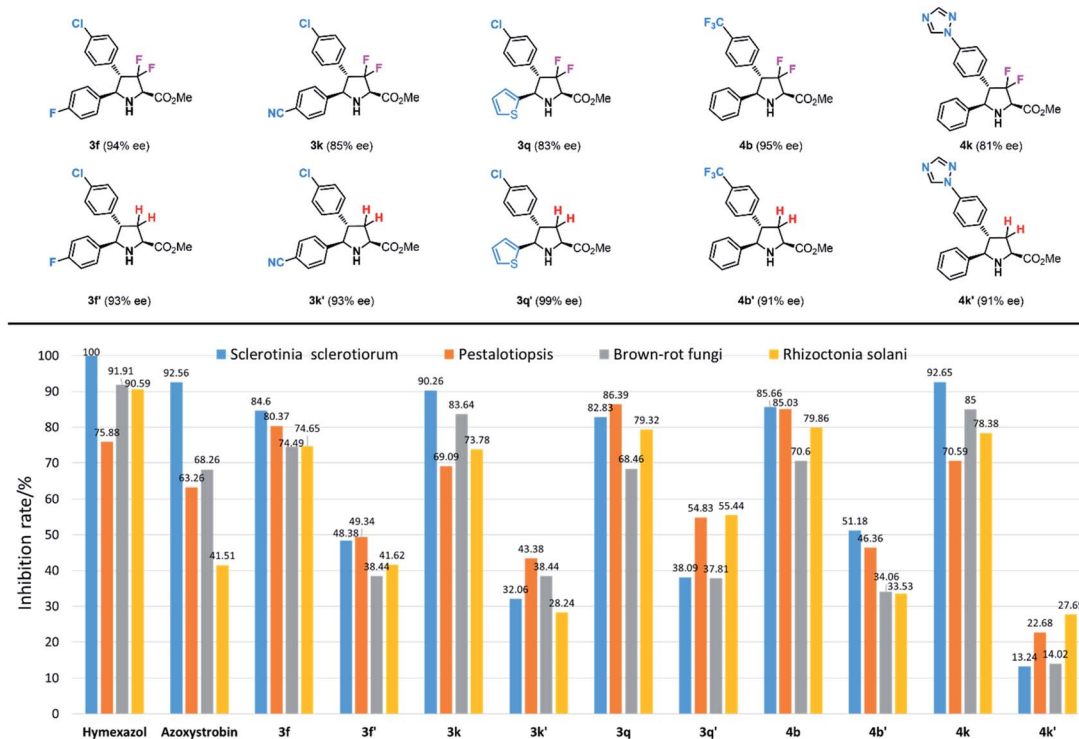 Cl Cl Cl F₃C N N N
F F F F F F F F F F
F N H CO₂Me NC N H CO₂Me S N H CO₂Me N H CO₂Me N H CO₂Me
3f (94% ee) 3k (85% ee) 3q (83% ee) 4b (95% ee) 4k (81% ee)
Cl Cl Cl F₃C N N N
H H H H H H H H H H
F N H CO₂Me NC N H CO₂Me S N H CO₂Me N H CO₂Me N H CO₂Me
3f' (93% ee) 3k' (93% ee) 3q' (99% ee) 4b' (91% ee) 4k' (91% ee)
Sclerotinia sclerotiorum Pestalotiopsis Brown-rot fungi Rhizoctonia solani
Inhibition rate/%
100
90
80
70
60
50
40
30
20
10
0
100 75.88 91.91 90.59
92.56 63.26 68.26 41.51
84.6 80.37 74.49 74.65
48.38 49.34 38.44 41.62
90.26 69.09 83.64 73.78
32.06 43.38 38.44 28.24
82.83 86.39 68.46 79.32
38.09 54.83 37.81 55.44
85.66 85.03 70.6 79.86
51.18 46.36 34.06 33.53
92.65 70.59 85 78.38
13.24 22.68 14.02
Hymexazol Azoxystrobin 3f 3f' 3k 3k' 3q 3q' 4b 4b' 4k 4k'